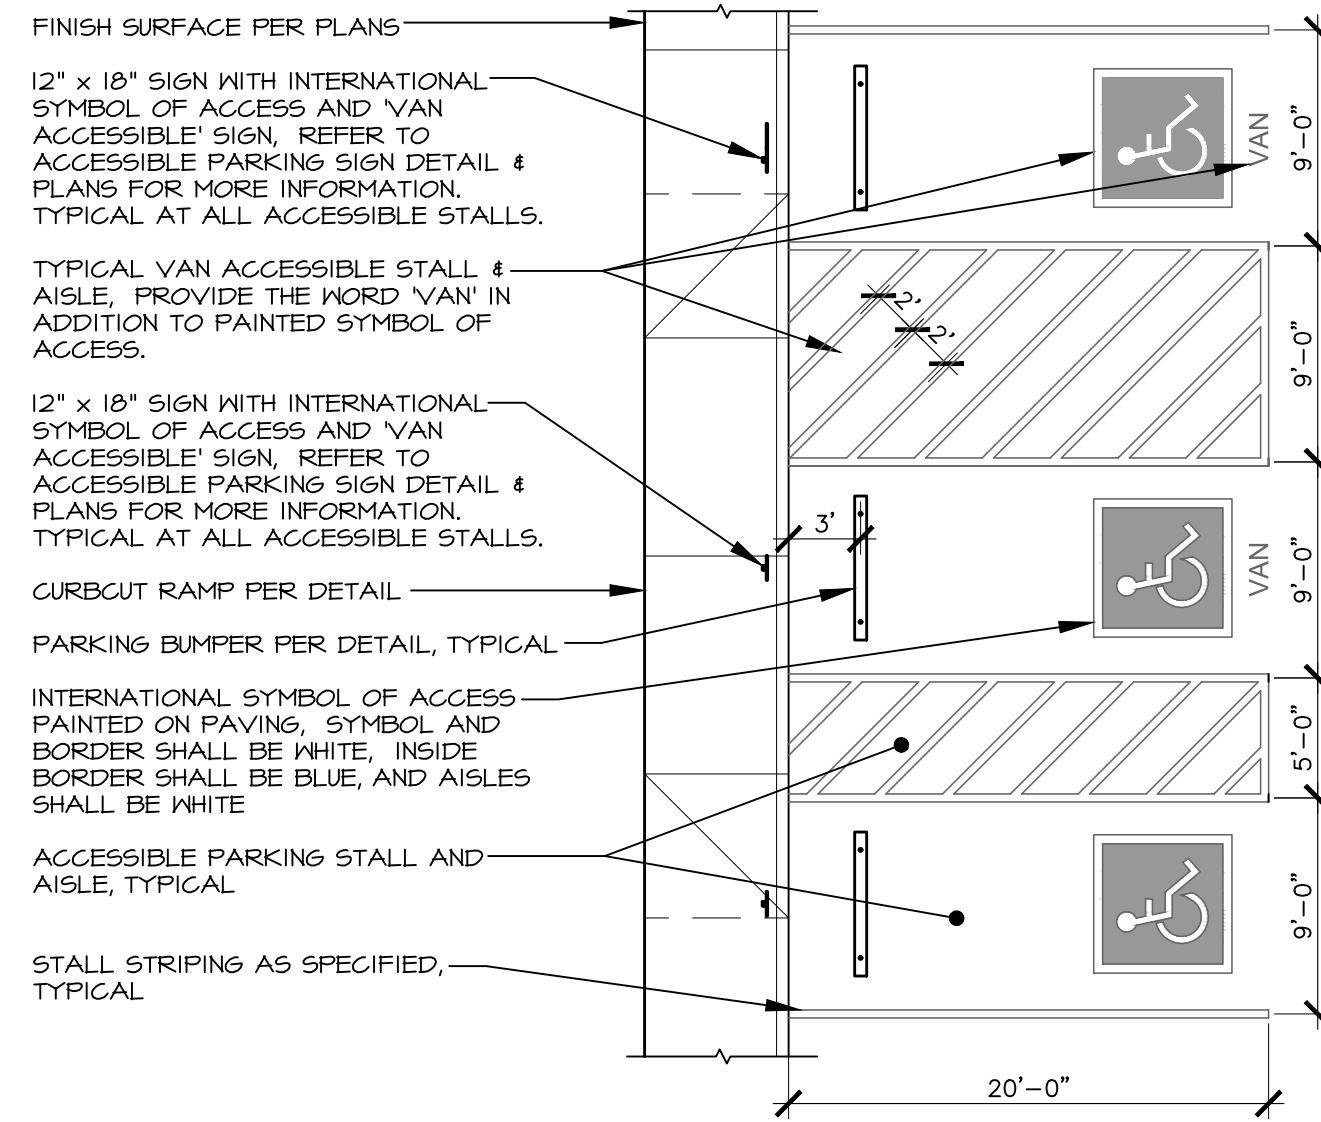 FINISH SURFACE PER PLANS
12" x 18" SIGN WITH INTERNATIONAL
SYMBOL OF ACCESS AND 'VAN
ACCESSIBLE' SIGN, REFER TO
ACCESSIBLE PARKING SIGN DETAIL &
PLANS FOR MORE INFORMATION.
TYPICAL AT ALL ACCESSIBLE STALLS.
TYPICAL VAN ACCESSIBLE STALL &
AISLE, PROVIDE THE WORD 'VAN' IN
ADDITION TO PAINTED SYMBOL OF
ACCESS.
12" x 18" SIGN WITH INTERNATIONAL
SYMBOL OF ACCESS AND 'VAN
ACCESSIBLE' SIGN, REFER TO
ACCESSIBLE PARKING SIGN DETAIL &
PLANS FOR MORE INFORMATION.
TYPICAL AT ALL ACCESSIBLE STALLS.
CURBCUT RAMP PER DETAIL
PARKING BUMPER PER DETAIL, TYPICAL
INTERNATIONAL SYMBOL OF ACCESS
PAINTED ON PAVING, SYMBOL AND
BORDER SHALL BE WHITE, INSIDE
BORDER SHALL BE BLUE, AND AISLES
SHALL BE WHITE
ACCESSIBLE PARKING STALL AND
AISLE, TYPICAL
STALL STRIPING AS SPECIFIED,
TYPICAL
VAN
9'-0"
2'
2'
9'-0"
3'
VAN
9'-0"
5'-0"
9'-0"
20'-0"